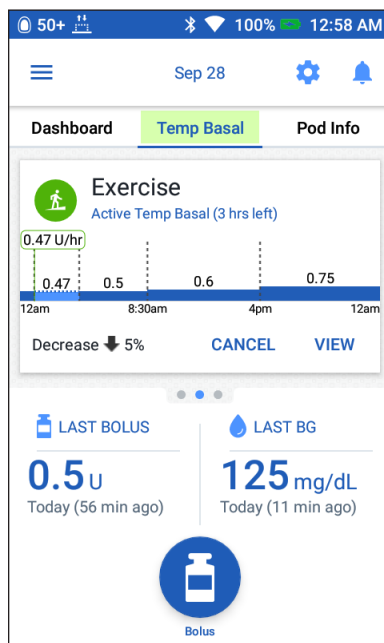 50+ 100% 12:58 AM
Sep 28
Dashboard Temp Basal Pod Info
Exercise
Active Temp Basal (3 hrs left)
0.47 U/hr
0.47 0.5 0.6 0.75
12am 8:30am 4pm 12am
Decrease 5% CANCEL VIEW
LAST BOLUS LAST BG
0.5 U 125 mg/dL
Today (56 min ago) Today (11 min ago)
Bolus